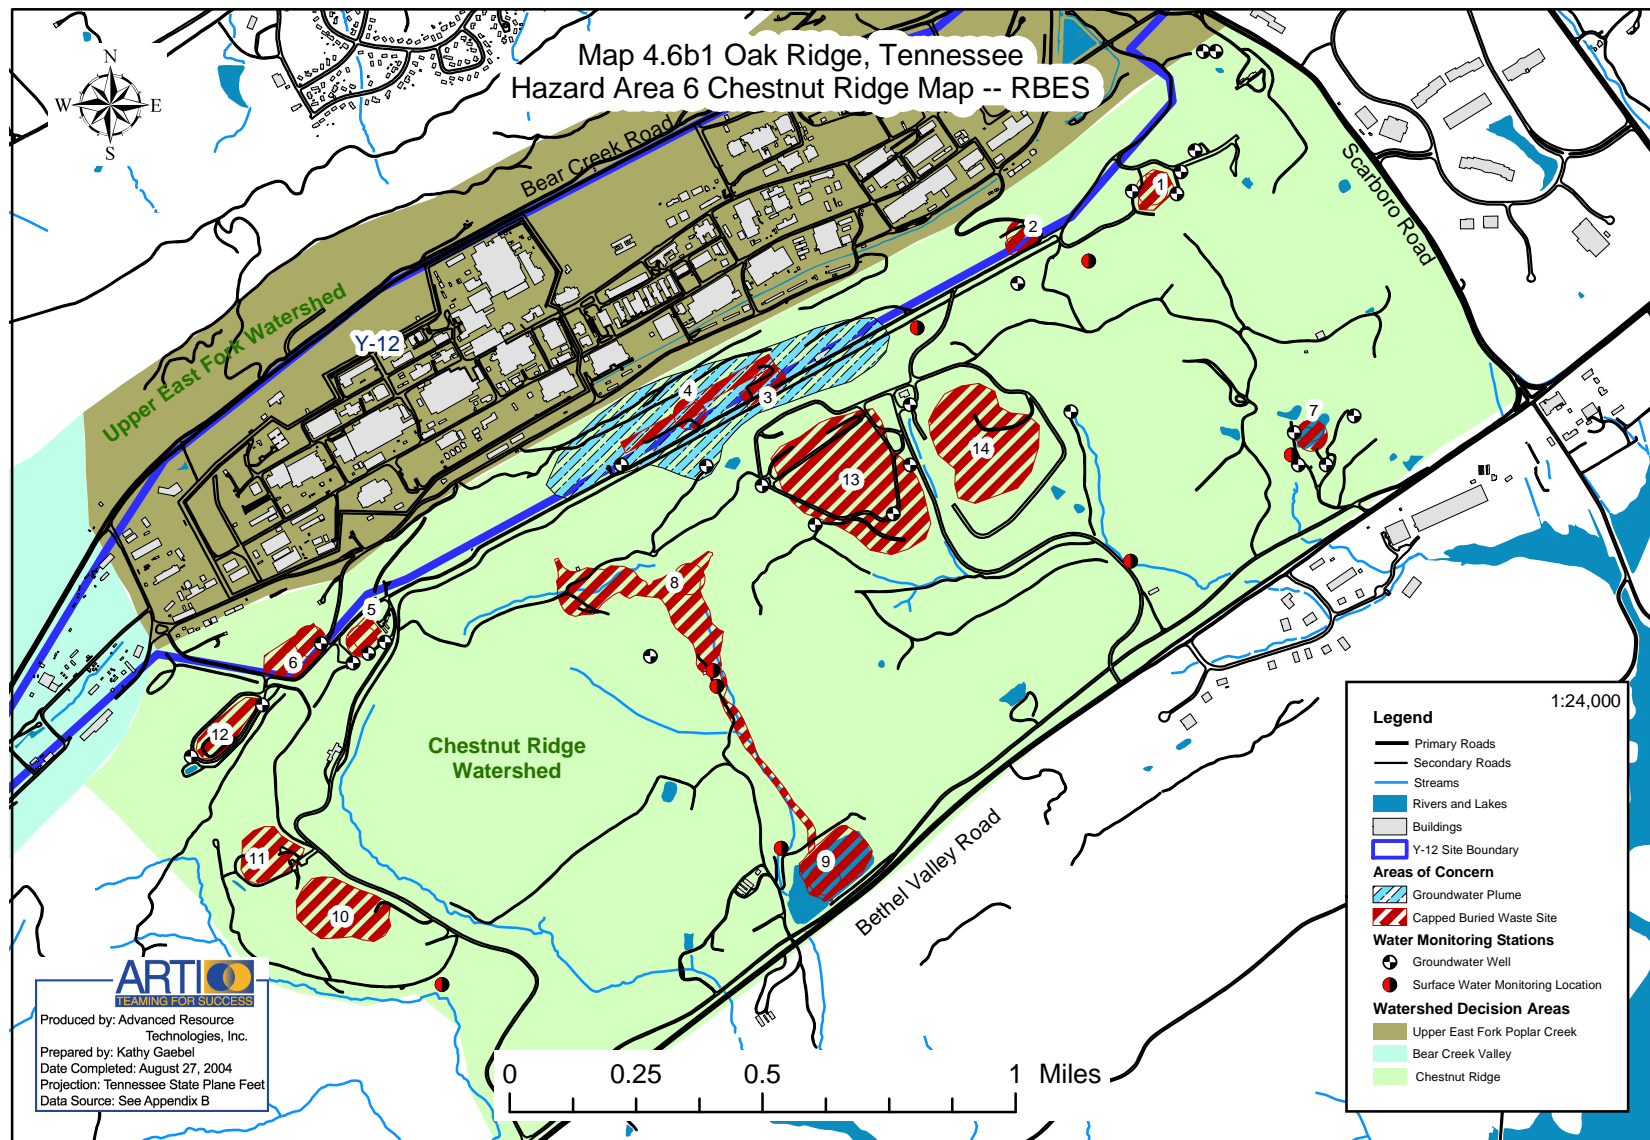 Map 4.6b1 Oak Ridge, Tennessee
Hazard Area 6 Chestnut Ridge Map -- RBES
N
W
E
S
Bear Creek Road
Scarboro Road
Upper East Fork Watershed
Y-12
1
2
3
4
5
6
7
8
9
10
11
12
13
14
Chestnut Ridge
Watershed
Bethel Valley Road
1:24,000
Legend
Primary Roads
Secondary Roads
Streams
Rivers and Lakes
Buildings
Y-12 Site Boundary
Areas of Concern
Groundwater Plume
Capped Buried Waste Site
Water Monitoring Stations
Groundwater Well
Surface Water Monitoring Location
Watershed Decision Areas
Upper East Fork Poplar Creek
Bear Creek Valley
Chestnut Ridge
ARTI
TEAMING FOR SUCCESS
Produced by: Advanced Resource
Technologies, Inc.
Prepared by: Kathy Gaebel
Date Completed: August 27, 2004
Projection: Tennessee State Plane Feet
Data Source: See Appendix B
0 0.25 0.5 1 Miles